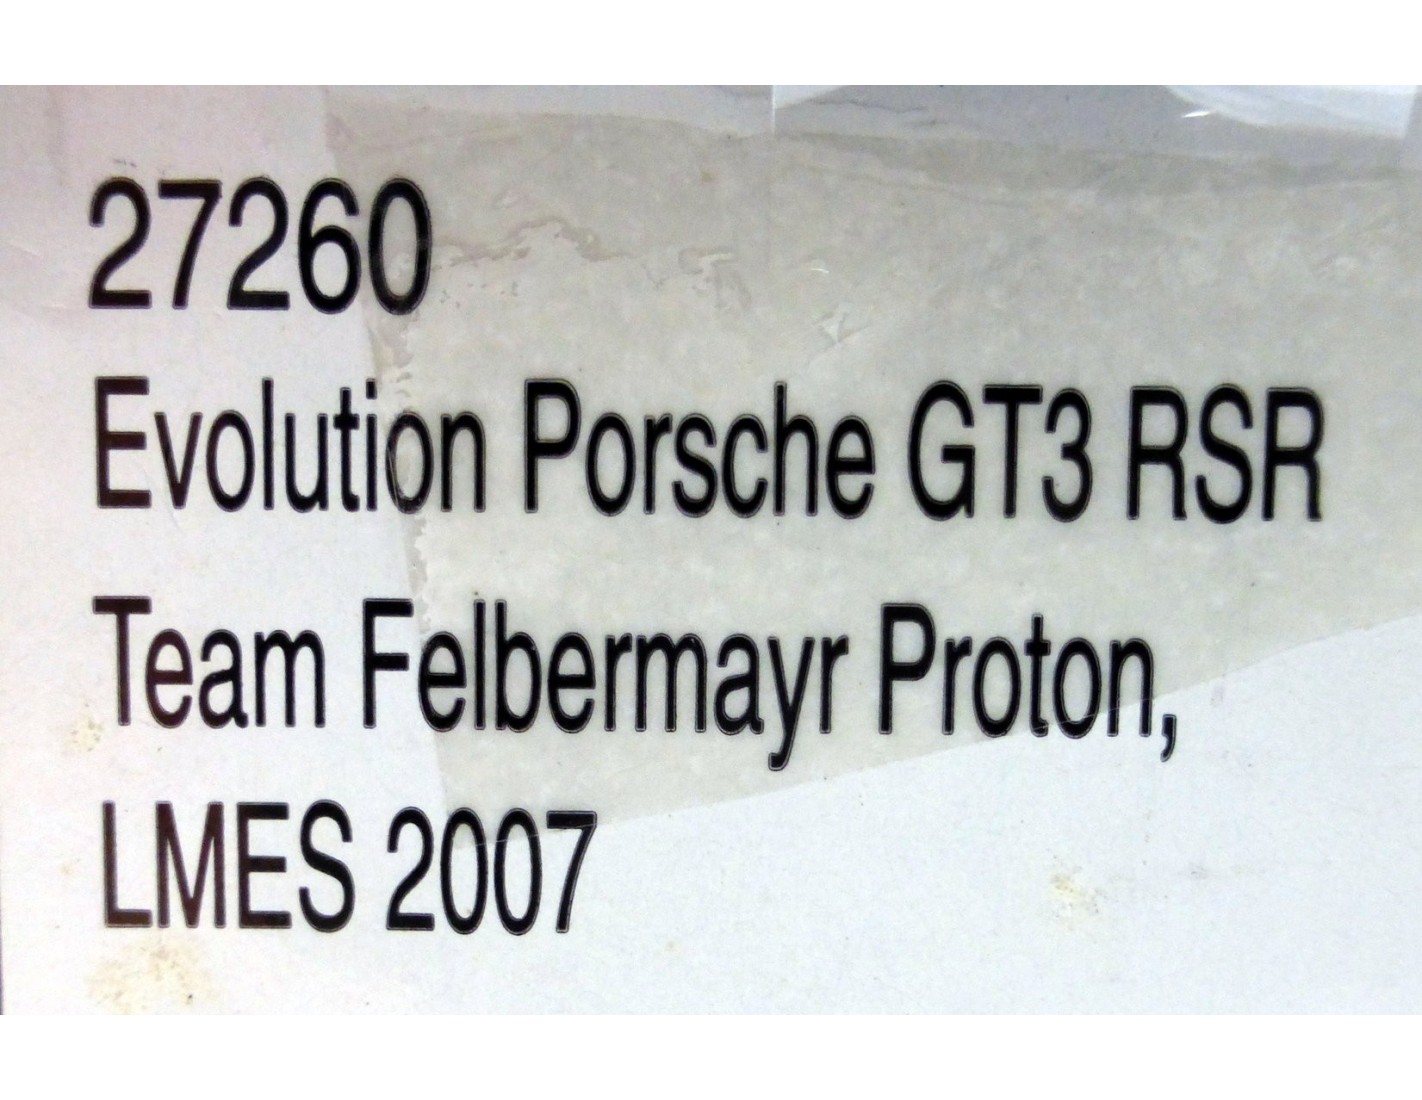 27260
Evolution Porsche GT3 RSR
Team Felbermayr Proton,
LMES 2007